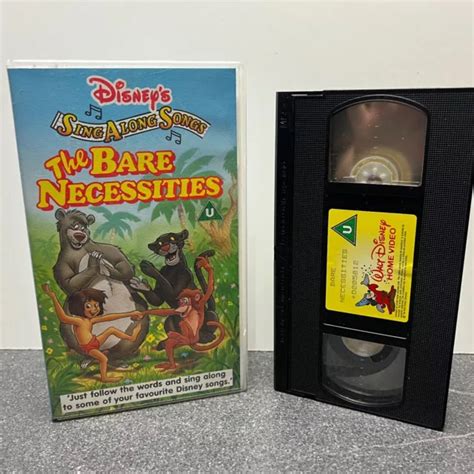 Disney's
Sing Along Songs
The Bare
Necessities
U
'Just follow the words and sing along
to some of your favourite Disney songs.'
U
Walt Disney
HOME VIDEO
BARE
NECESSITIES